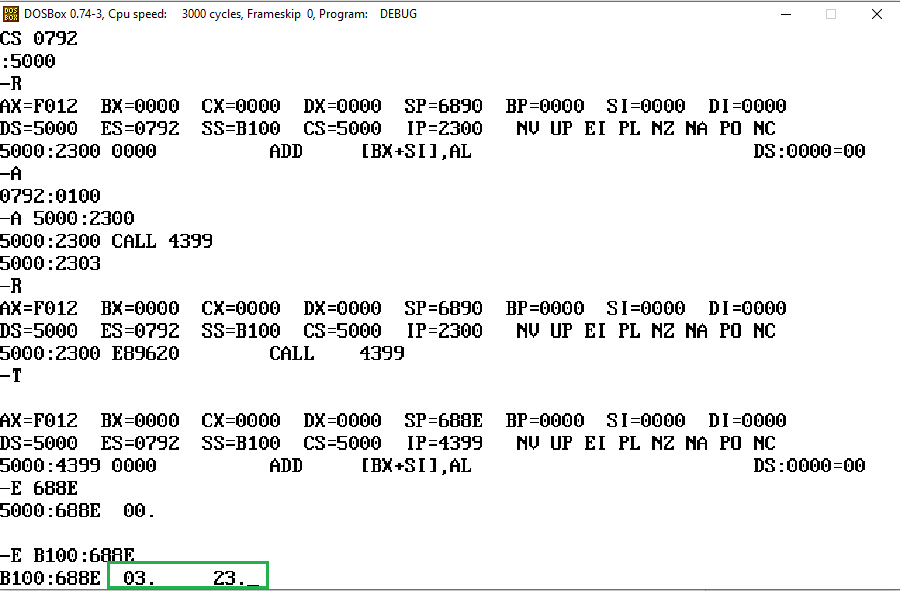 DOS BOX DOSBox 0.74-3, Cpu speed: 3000 cycles, Frameskip 0, Program: DEBUG
CS 0792
:5000
-R
AX=F012 BX=0000 CX=0000 DX=0000 SP=6890 BP=0000 SI=0000 DI=0000
DS=5000 ES=0792 SS=B100 CS=5000 IP=2300 NV UP EI PL NZ NA PO NC
5000:2300 0000 ADD [BX+SI],AL DS:0000=00
-A
0792:0100
-A 5000:2300
5000:2300 CALL 4399
5000:2303
-R
AX=F012 BX=0000 CX=0000 DX=0000 SP=6890 BP=0000 SI=0000 DI=0000
DS=5000 ES=0792 SS=B100 CS=5000 IP=2300 NV UP EI PL NZ NA PO NC
5000:2300 E89620 CALL 4399
-T
AX=F012 BX=0000 CX=0000 DX=0000 SP=688E BP=0000 SI=0000 DI=0000
DS=5000 ES=0792 SS=B100 CS=5000 IP=4399 NV UP EI PL NZ NA PO NC
5000:4399 0000 ADD [BX+SI],AL DS:0000=00
-E 688E
5000:688E 00.
-E B100:688E
B100:688E 03. 23._